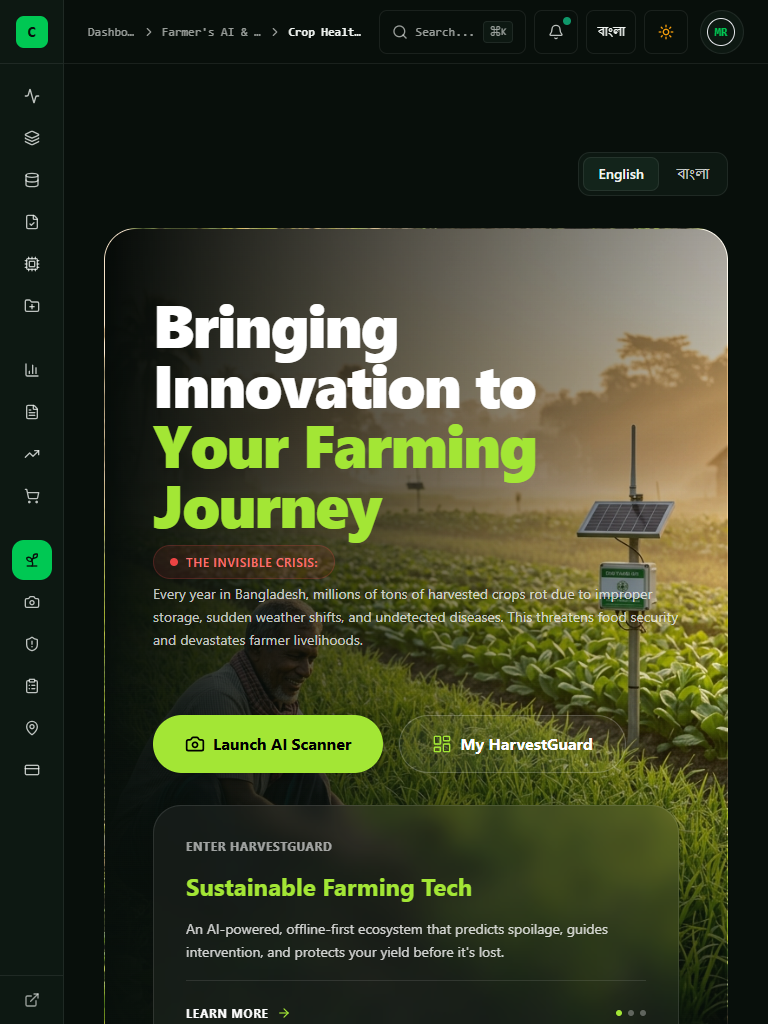 C
Dashbo… > Farmer's AI & … > Crop Healt…
Search... ⌘K
বাংলা
MR
English
বাংলা
Bringing
Innovation to
Your Farming
Journey
THE INVISIBLE CRISIS:
Every year in Bangladesh, millions of tons of harvested crops rot due to improper
storage, sudden weather shifts, and undetected diseases. This threatens food security
and devastates farmer livelihoods.
Launch AI Scanner
My HarvestGuard
ENTER HARVESTGUARD
Sustainable Farming Tech
An AI-powered, offline-first ecosystem that predicts spoilage, guides
intervention, and protects your yield before it's lost.
LEARN MORE →